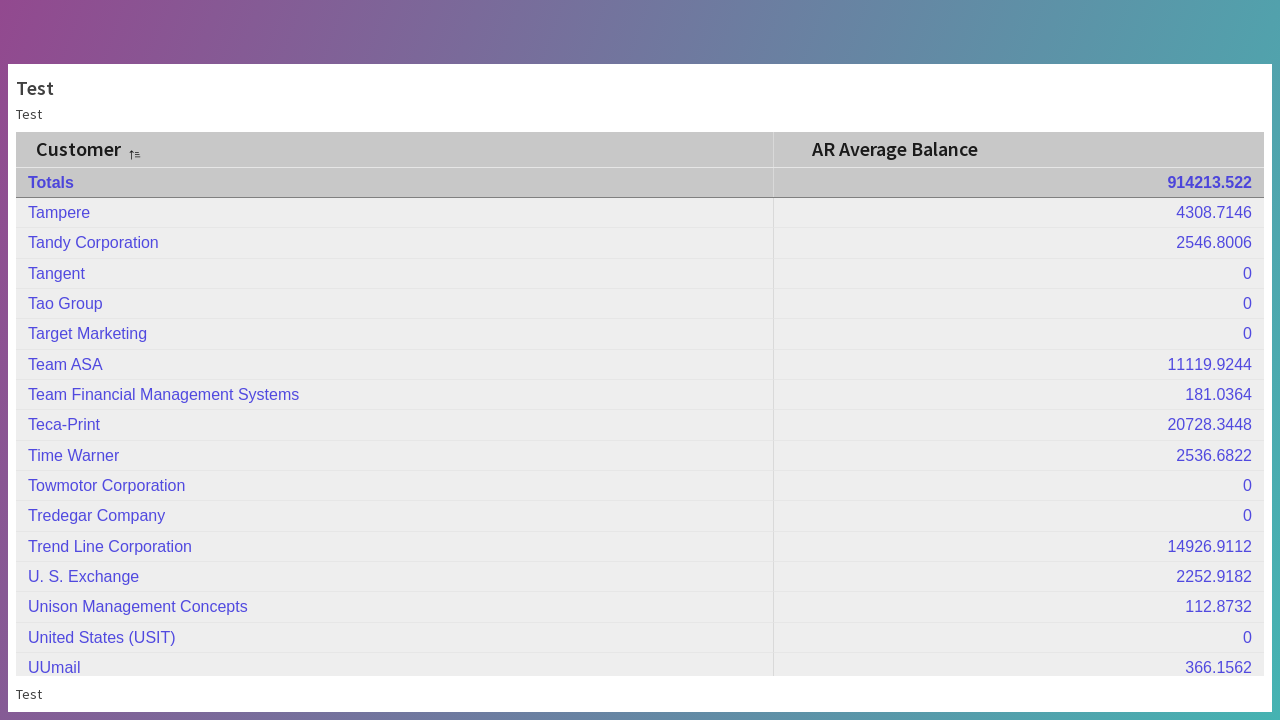 Test
Test
Customer AR Average Balance
Totals 914213.522
Tampere 4308.7146
Tandy Corporation 2546.8006
Tangent 0
Tao Group 0
Target Marketing 0
Team ASA 11119.9244
Team Financial Management Systems 181.0364
Teca-Print 20728.3448
Time Warner 2536.6822
Towmotor Corporation 0
Tredegar Company 0
Trend Line Corporation 14926.9112
U. S. Exchange 2252.9182
Unison Management Concepts 112.8732
United States (USIT) 0
UUmail 366.1562
Test